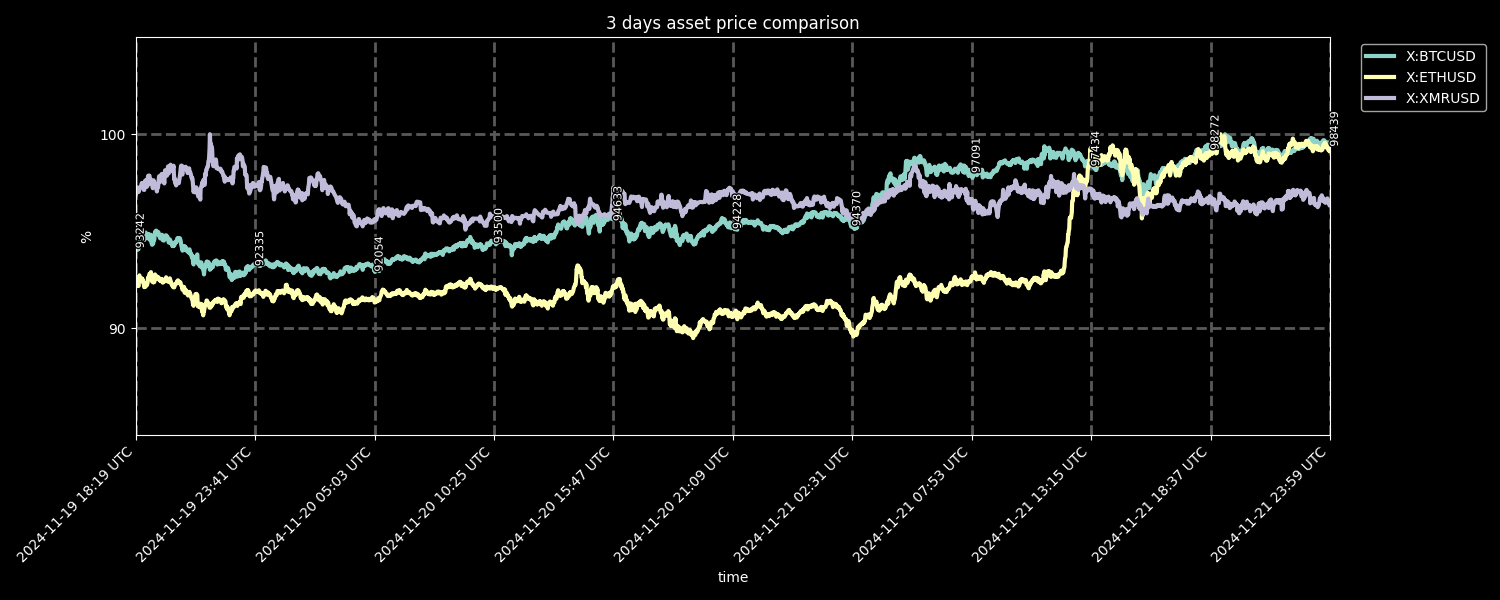 3 days asset price comparison
X:BTCUSD
X:ETHUSD
X:XMRUSD
100
90
%
93242
92335
92054
93500
94633
94228
94370
97091
97434
98272
98439
2024-11-19 18:19 UTC
2024-11-19 23:41 UTC
2024-11-20 05:03 UTC
2024-11-20 10:25 UTC
2024-11-20 15:47 UTC
2024-11-20 21:09 UTC
2024-11-21 02:31 UTC
2024-11-21 07:53 UTC
2024-11-21 13:15 UTC
2024-11-21 18:37 UTC
2024-11-21 23:59 UTC
time